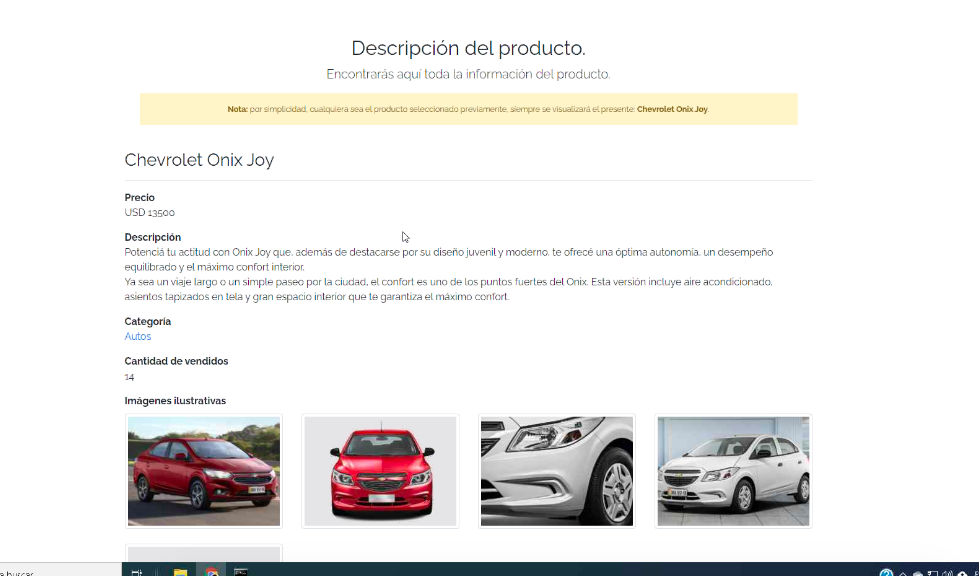 Descripción del producto.
Encontrarás aquí toda la información del producto.
Nota: por simplicidad, cualquiera sea el producto seleccionado previamente, siempre se visualizará el presente: Chevrolet Onix Joy.
Chevrolet Onix Joy
Precio
USD 13500
Descripción
Potenciá tu actitud con Onix Joy que, además de destacarse por su diseño juvenil y moderno, te ofrecé una óptima autonomía, un desempeño
equilibrado y el máximo confort interior.
Ya sea un viaje largo o un simple paseo por la ciudad, el confort es uno de los puntos fuertes del Onix. Esta versión incluye aire acondicionado,
asientos tapizados en tela y gran espacio interior que te garantiza el máximo confort.
Categoría
Autos
Cantidad de vendidos
14
Imágenes ilustrativas
a buscar